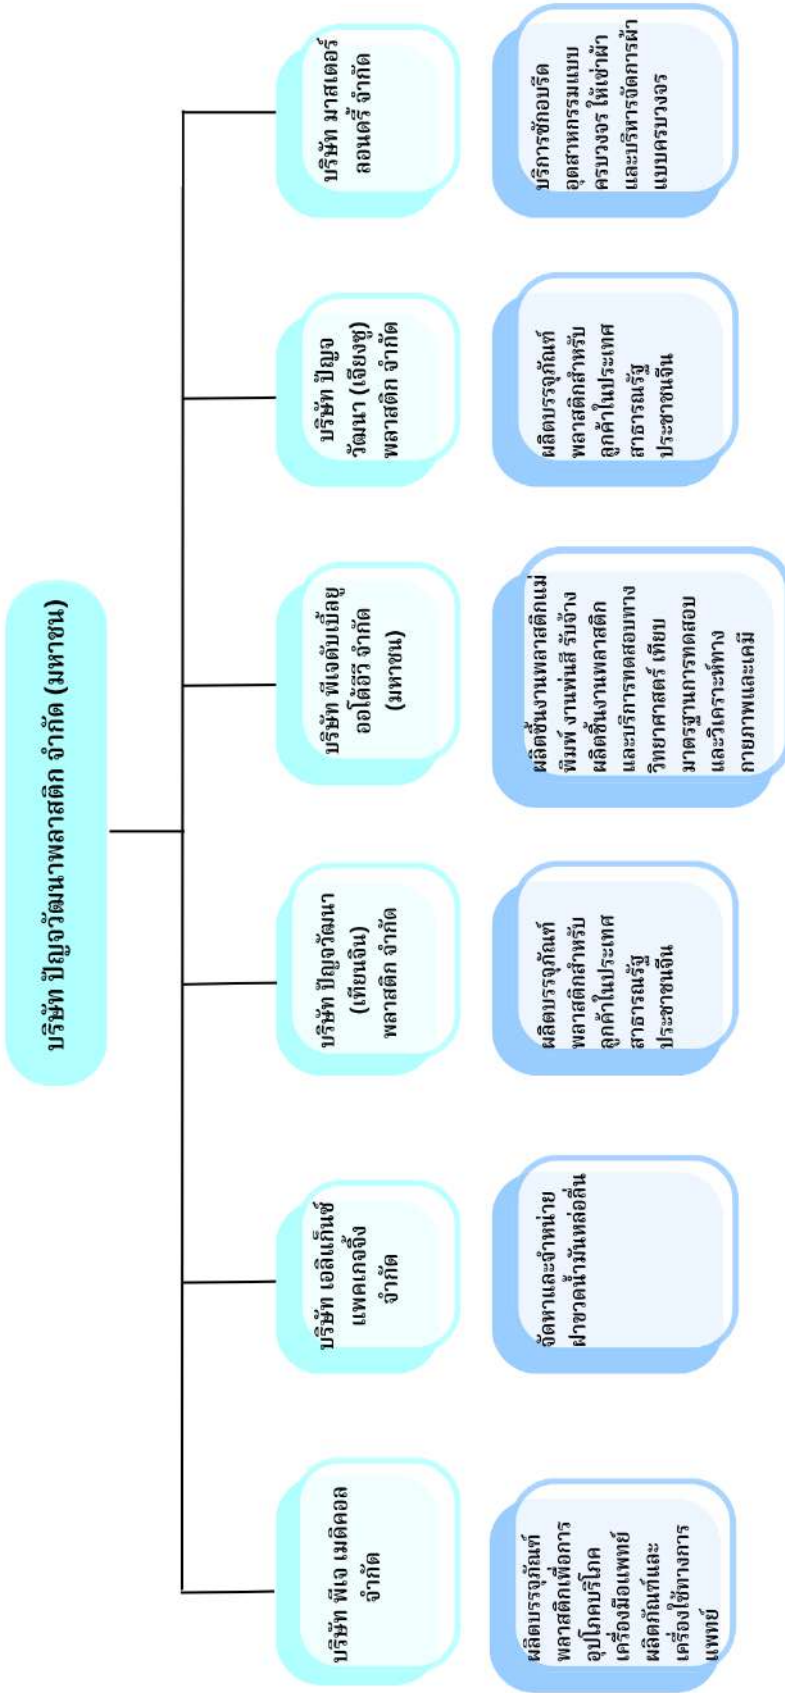 บริษัท ปัญจวัฒนาพลาสติก จำกัด (มหาชน)
บริษัท พีเจ เมดิคอล
จำกัด
บริษัท เอลิแก็นซ์
แพคเกจจิ้ง
จำกัด
บริษัท ปัญจวัฒนา
(เทียนจิน)
พลาสติก จำกัด
บริษัท พีเจดับเบิ้ลยู
ออโต้อีวี จำกัด
(มหาชน)
บริษัท ปัญจ
วัฒนา (เจียงซู)
พลาสติก จำกัด
บริษัท มาสเตอร์
ลอนดรี้ จำกัด
ผลิตบรรจุภัณฑ์
พลาสติกเพื่อการ
อุปโภคบริโภค
เครื่องมือแพทย์
ผลิตภัณฑ์และ
เครื่องใช้ทางการ
แพทย์
จัดหาและจำหน่าย
ฝาขวดน้ำมันหล่อลื่น
ผลิตบรรจุภัณฑ์
พลาสติกสำหรับ
ลูกค้าในประเทศ
สาธารณรัฐ
ประชาชนจีน
ผลิตชิ้นงานพลาสติกแม่
พิมพ์ งานพ่นสี รับจ้าง
ผลิตชิ้นงานพลาสติก
และบริการทดสอบทาง
วิทยาศาสตร์ เทียบ
มาตรฐานการทดสอบ
และวิเคราะห์ทาง
กายภาพและเคมี
ผลิตบรรจุภัณฑ์
พลาสติกสำหรับ
ลูกค้าในประเทศ
สาธารณรัฐ
ประชาชนจีน
บริการซักอบรีด
อุตสาหกรรมแบบ
ครบวงจร ให้เช่าผ้า
และบริหารจัดการผ้า
แบบครบวงจร